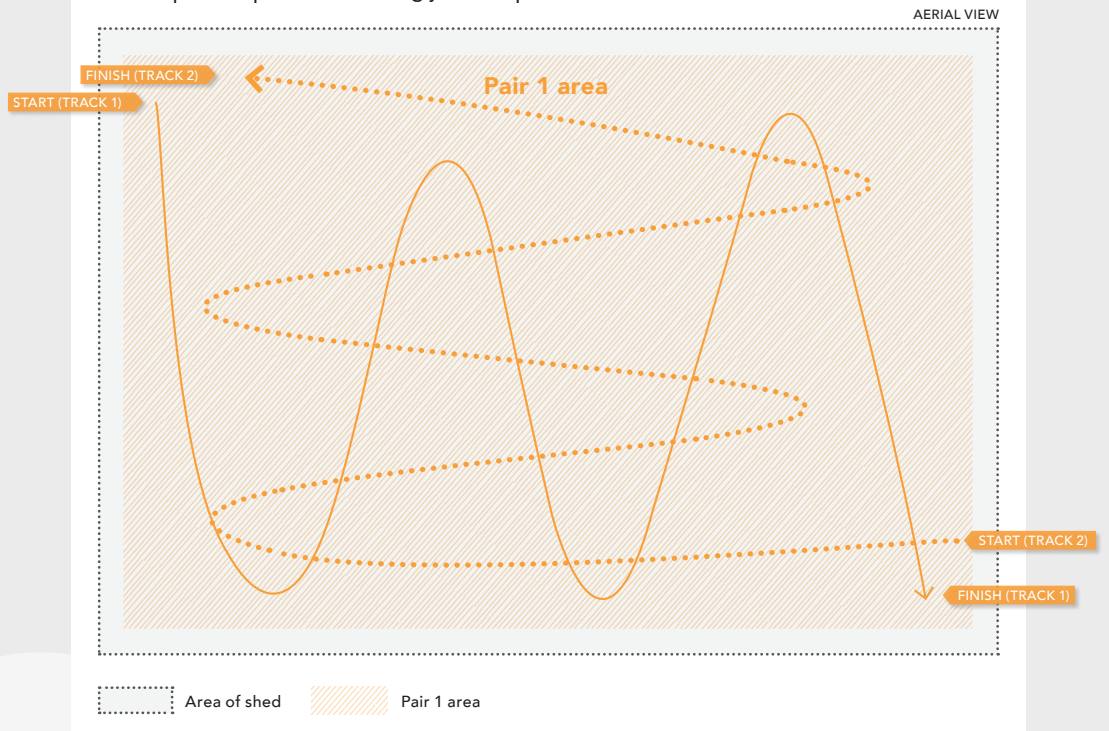 AERIAL VIEW
FINISH (TRACK 2)
Pair 1 area
START (TRACK 1)
START (TRACK 2)
FINISH (TRACK 1)
Area of shed
Pair 1 area